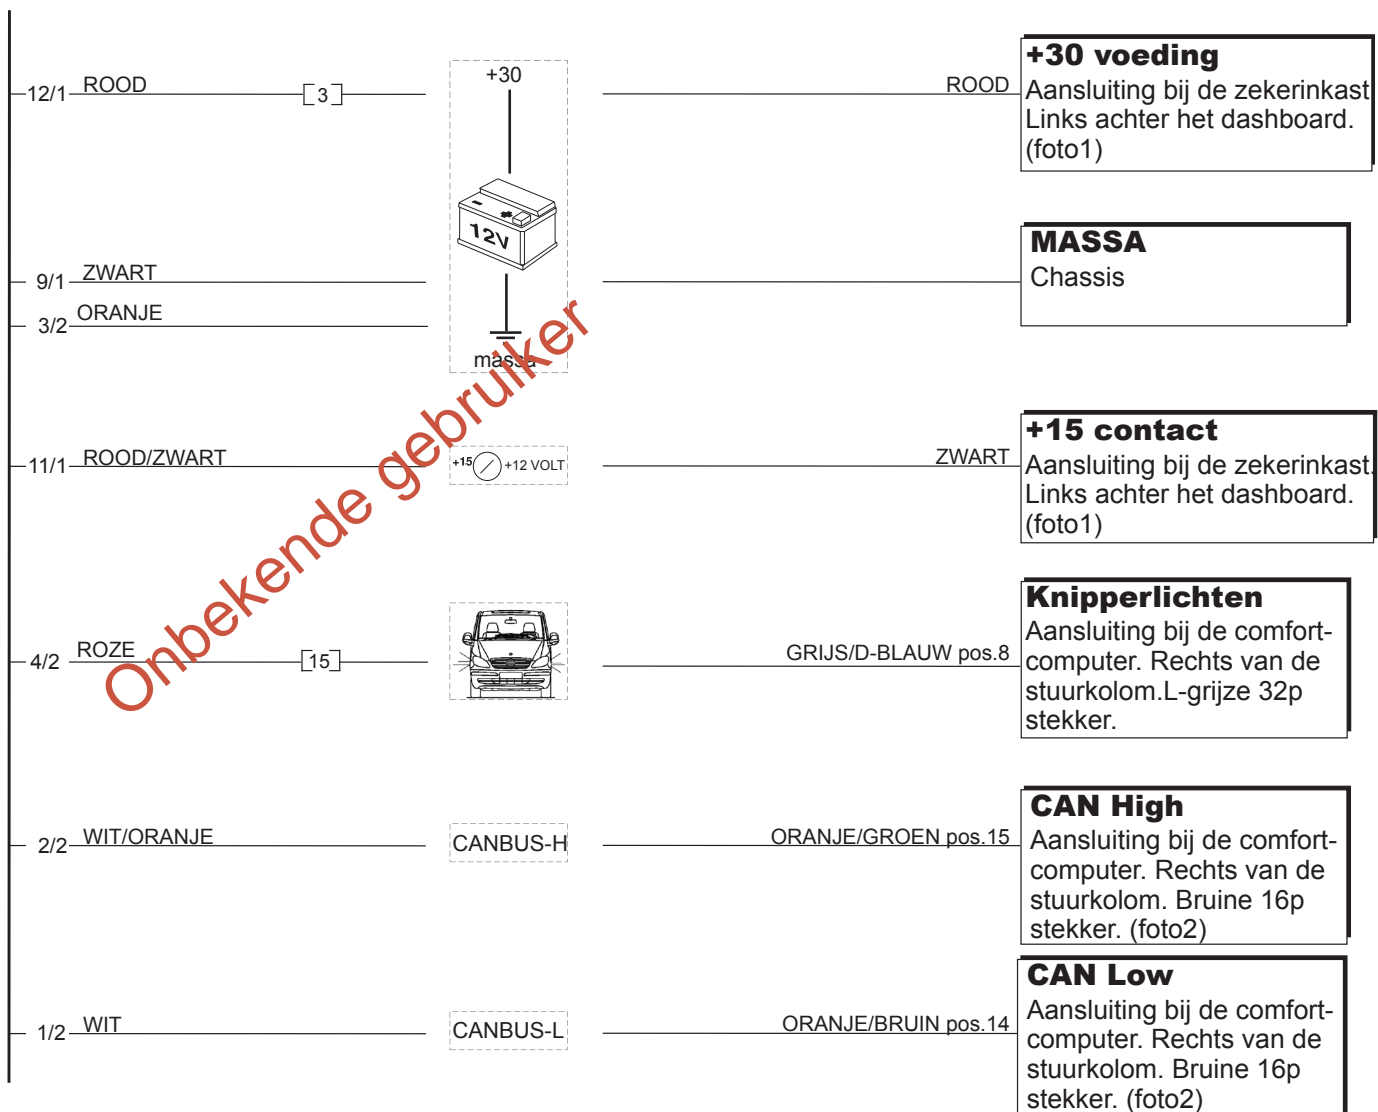 12/1 ROOD [3] +30 ROOD
+30 voeding
Aansluiting bij de zekerinkast
Links achter het dashboard.
(foto1)
12V
9/1 ZWART
3/2 ORANJE
massa
MASSA
Chassis
11/1 ROOD/ZWART +15 +12 VOLT ZWART
+15 contact
Aansluiting bij de zekerinkast.
Links achter het dashboard.
(foto1)
Onbekende gebruiker
4/2 ROZE [15] GRIJS/D-BLAUW pos.8
Knipperlichten
Aansluiting bij de comfort-
computer. Rechts van de
stuurkolom.L-grijze 32p
stekker.
2/2 WIT/ORANJE CANBUS-H ORANJE/GROEN pos.15
CAN High
Aansluiting bij de comfort-
computer. Rechts van de
stuurkolom. Bruine 16p
stekker. (foto2)
1/2 WIT CANBUS-L ORANJE/BRUIN pos.14
CAN Low
Aansluiting bij de comfort-
computer. Rechts van de
stuurkolom. Bruine 16p
stekker. (foto2)